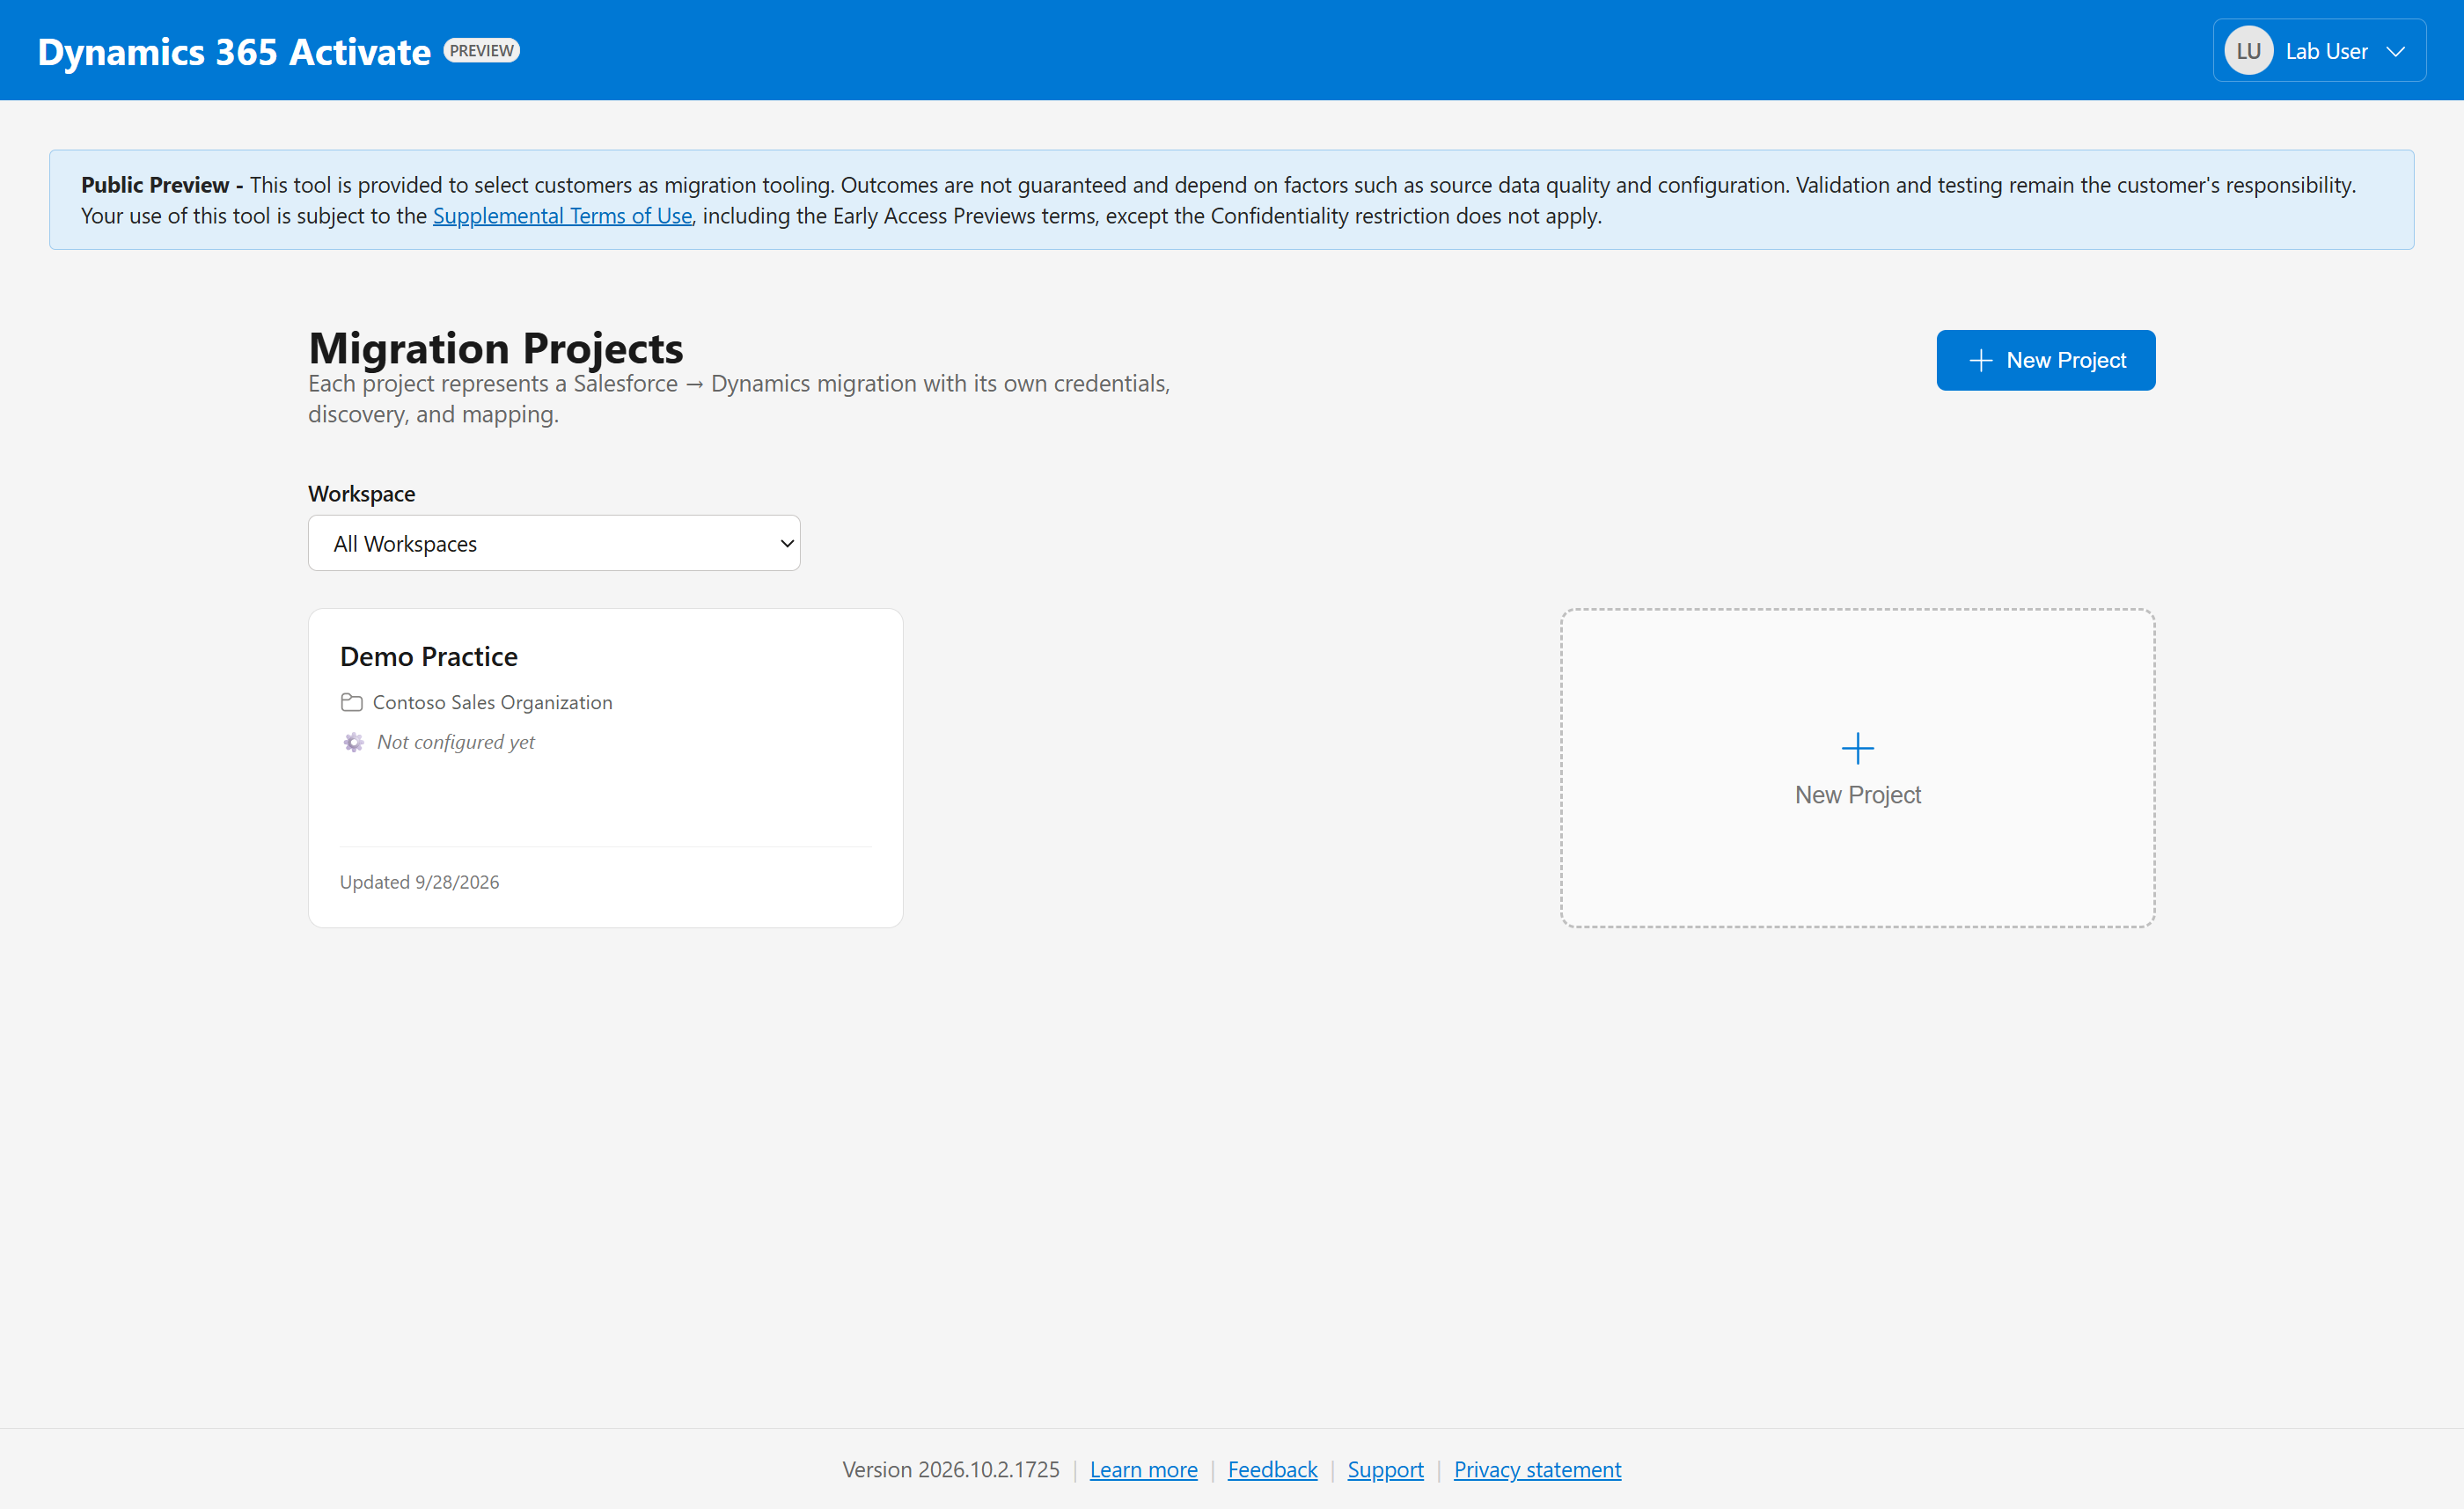 Dynamics 365 Activate PREVIEW
LU Lab User
Public Preview - This tool is provided to select customers as migration tooling. Outcomes are not guaranteed and depend on factors such as source data quality and configuration. Validation and testing remain the customer's responsibility.
Your use of this tool is subject to the Supplemental Terms of Use, including the Early Access Previews terms, except the Confidentiality restriction does not apply.
Migration Projects
Each project represents a Salesforce → Dynamics migration with its own credentials,
discovery, and mapping.
New Project
Workspace
All Workspaces
Demo Practice
Contoso Sales Organization
Not configured yet
Updated 9/28/2026
New Project
Version 2026.10.2.1725 | Learn more | Feedback | Support | Privacy statement